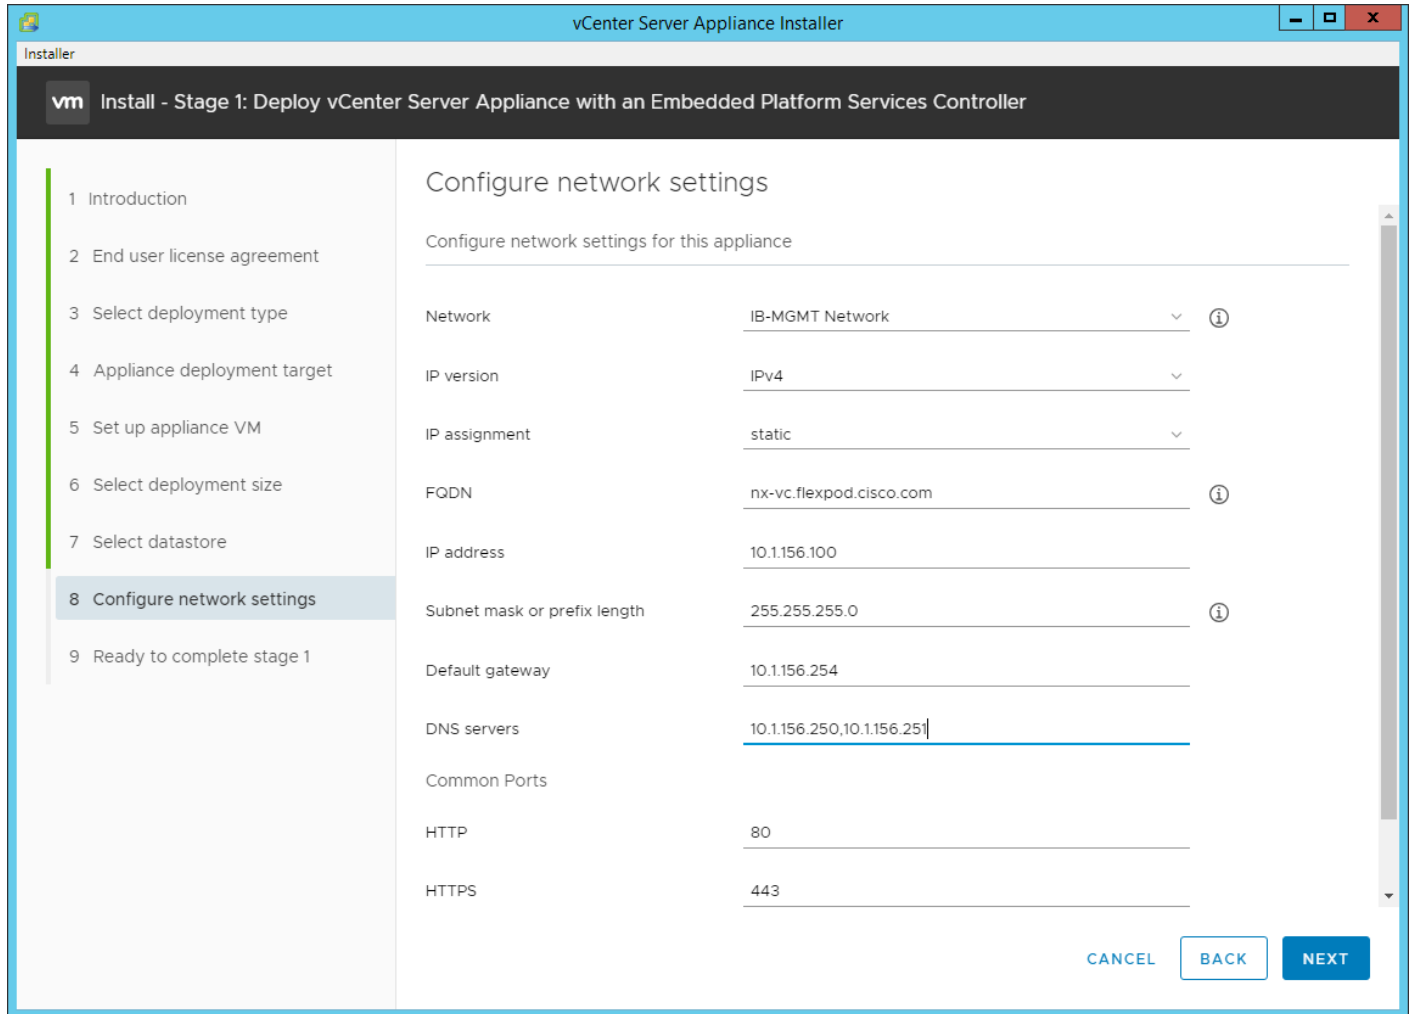 vCenter Server Appliance Installer
Installer
vm Install - Stage 1: Deploy vCenter Server Appliance with an Embedded Platform Services Controller
1 Introduction
2 End user license agreement
3 Select deployment type
4 Appliance deployment target
5 Set up appliance VM
6 Select deployment size
7 Select datastore
8 Configure network settings
9 Ready to complete stage 1
Configure network settings
Configure network settings for this appliance
Network IB-MGMT Network
IP version IPv4
IP assignment static
FQDN nx-vc.flexpod.cisco.com
IP address 10.1.156.100
Subnet mask or prefix length 255.255.255.0
Default gateway 10.1.156.254
DNS servers 10.1.156.250,10.1.156.251
Common Ports
HTTP 80
HTTPS 443
CANCEL BACK NEXT